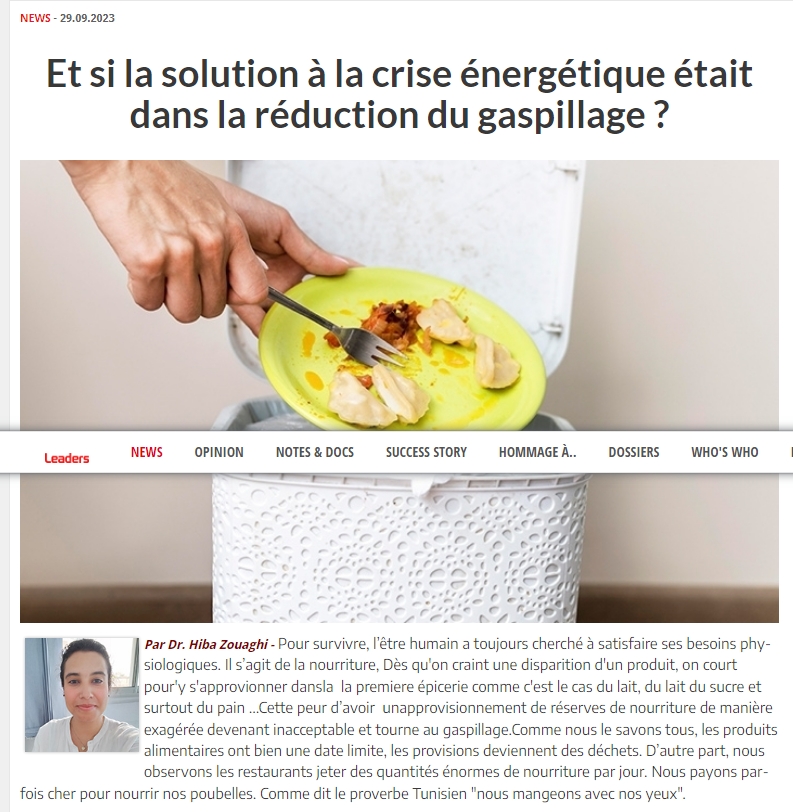 NEWS - 29.09.2023
Et si la solution à la crise énergétique était
dans la réduction du gaspillage ?
Leaders NEWS OPINION NOTES & DOCS SUCCESS STORY HOMMAGE À.. DOSSIERS WHO'S WHO
Par Dr. Hiba Zouaghi - Pour survivre, l'être humain a toujours cherché à satisfaire ses besoins phy-
siologiques. Il s'agit de la nourriture, Dès qu'on craint une disparition d'un produit, on court
pour'y s'approvionner dansla  la premiere épicerie comme c'est le cas du lait, du lait du sucre et
surtout du pain ...Cette peur d'avoir  unapprovisionnement de réserves de nourriture de manière
exagérée devenant inacceptable et tourne au gaspillage.Comme nous le savons tous, les produits
alimentaires ont bien une date limite, les provisions deviennent des déchets. D'autre part, nous
observons les restaurants jeter des quantités énormes de nourriture par jour. Nous payons par-
fois cher pour nourrir nos poubelles. Comme dit le proverbe Tunisien "nous mangeons avec nos yeux".